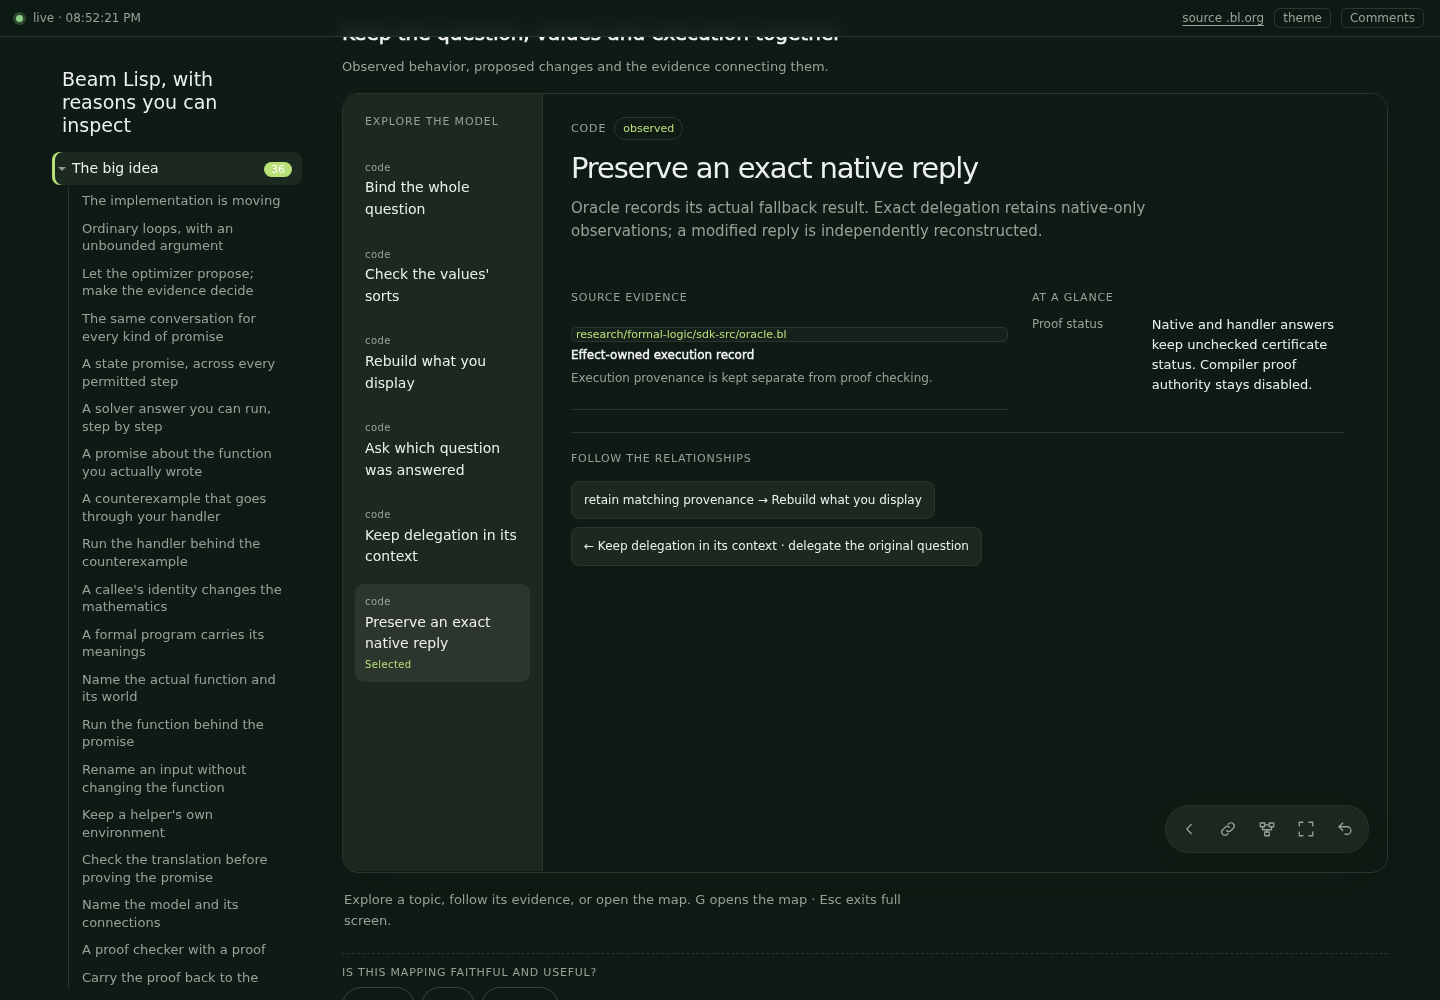 live · 08:52:21 PM
source .bl.org
theme
Comments
Beam Lisp, with
reasons you can
inspect
The big idea
36
The implementation is moving
Ordinary loops, with an
unbounded argument
Let the optimizer propose;
make the evidence decide
The same conversation for
every kind of promise
A state promise, across every
permitted step
A solver answer you can run,
step by step
A promise about the function
you actually wrote
A counterexample that goes
through your handler
Run the handler behind the
counterexample
A callee's identity changes the
mathematics
A formal program carries its
meanings
Name the actual function and
its world
Run the function behind the
promise
Rename an input without
changing the function
Keep a helper's own
environment
Check the translation before
proving the promise
Name the model and its
connections
A proof checker with a proof
Carry the proof back to the
Keep the question, values and execution together
Observed behavior, proposed changes and the evidence connecting them.
EXPLORE THE MODEL
code
Bind the whole
question
code
Check the values'
sorts
code
Rebuild what you
display
code
Ask which question
was answered
code
Keep delegation in its
context
code
Preserve an exact
native reply
Selected
CODE
observed
Preserve an exact native reply
Oracle records its actual fallback result. Exact delegation retains native-only
observations; a modified reply is independently reconstructed.
SOURCE EVIDENCE
research/formal-logic/sdk-src/oracle.bl
Effect-owned execution record
Execution provenance is kept separate from proof checking.
AT A GLANCE
Proof status
Native and handler answers
keep unchecked certificate
status. Compiler proof
authority stays disabled.
FOLLOW THE RELATIONSHIPS
retain matching provenance → Rebuild what you display
← Keep delegation in its context · delegate the original question
Explore a topic, follow its evidence, or open the map. G opens the map · Esc exits full
screen.
IS THIS MAPPING FAITHFUL AND USEFUL?